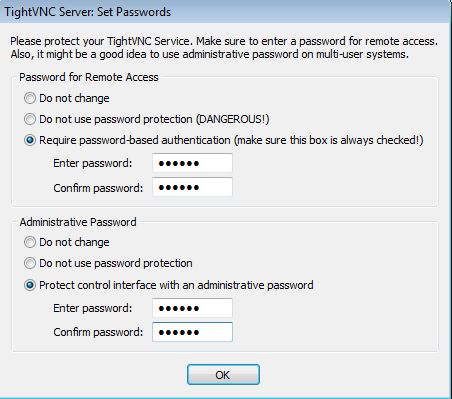 TightVNC Server: Set Passwords
Please protect your TightVNC Service. Make sure to enter a password for remote access.
Also, it might be a good idea to use administrative password on multi-user systems.
Password for Remote Access
Do not change
Do not use password protection (DANGEROUS!)
Require password-based authentication (make sure this box is always checked!)
Enter password: ●●●●●●
Confirm password: ●●●●●●
Administrative Password
Do not change
Do not use password protection
Protect control interface with an administrative password
Enter password: ●●●●●●
Confirm password: ●●●●●●
OK